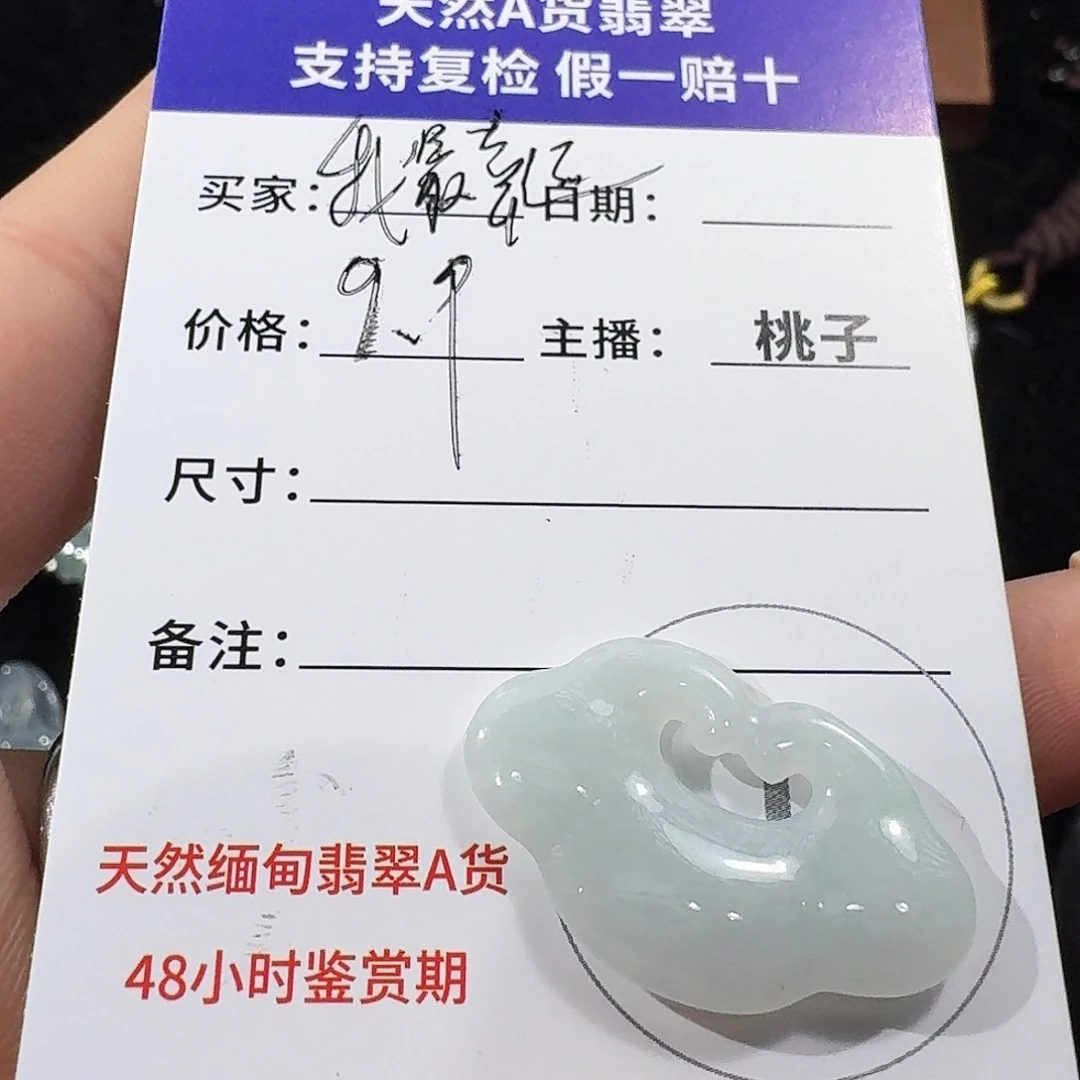 天然A货翡翠
支持复检 假一赔十
买家: 日期:
价格: 9.9 主播: 桃子
尺寸:
备注:
天然缅甸翡翠A货
48小时鉴赏期